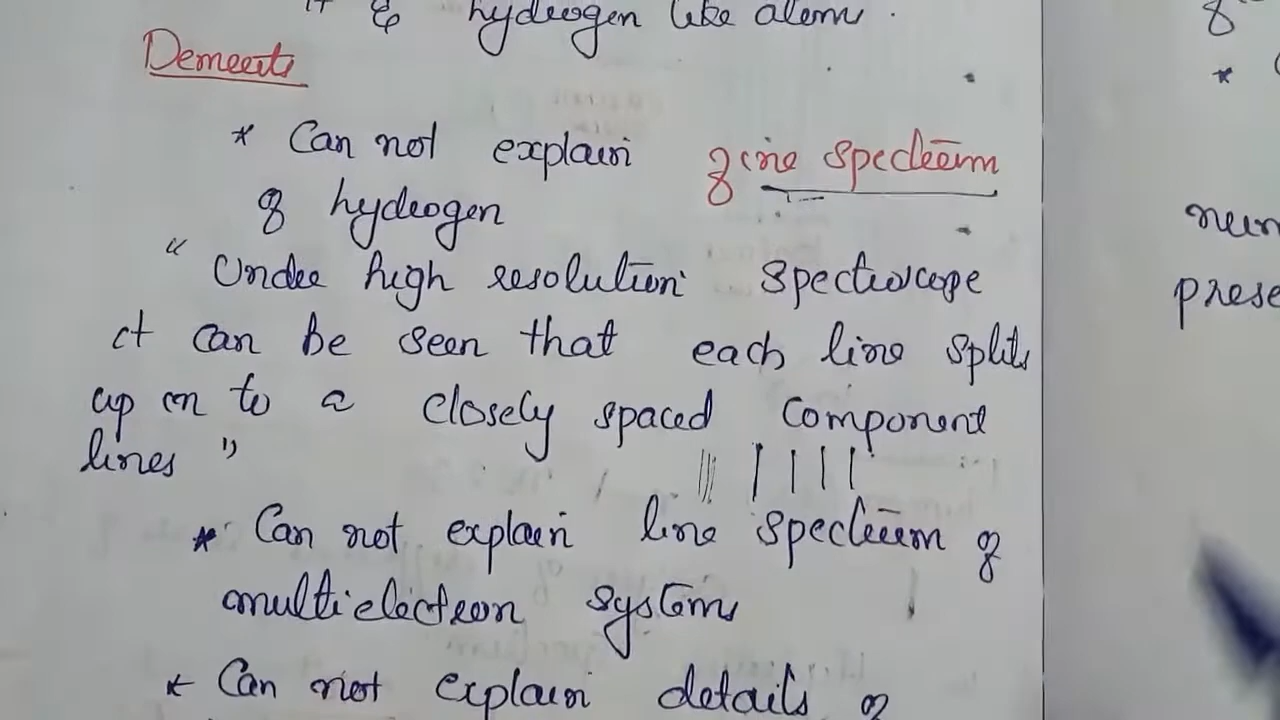 & hydrogen like atom.
Demerits
* Can not explain fine spectrum
of hydrogen
" Under high resolution spectroscope
it can be seen that each line splits
up on to a closely spaced component
lines "
* Can not explain line spectrum of
multielectron systems
* Can not explain details of
of
*
num
prese